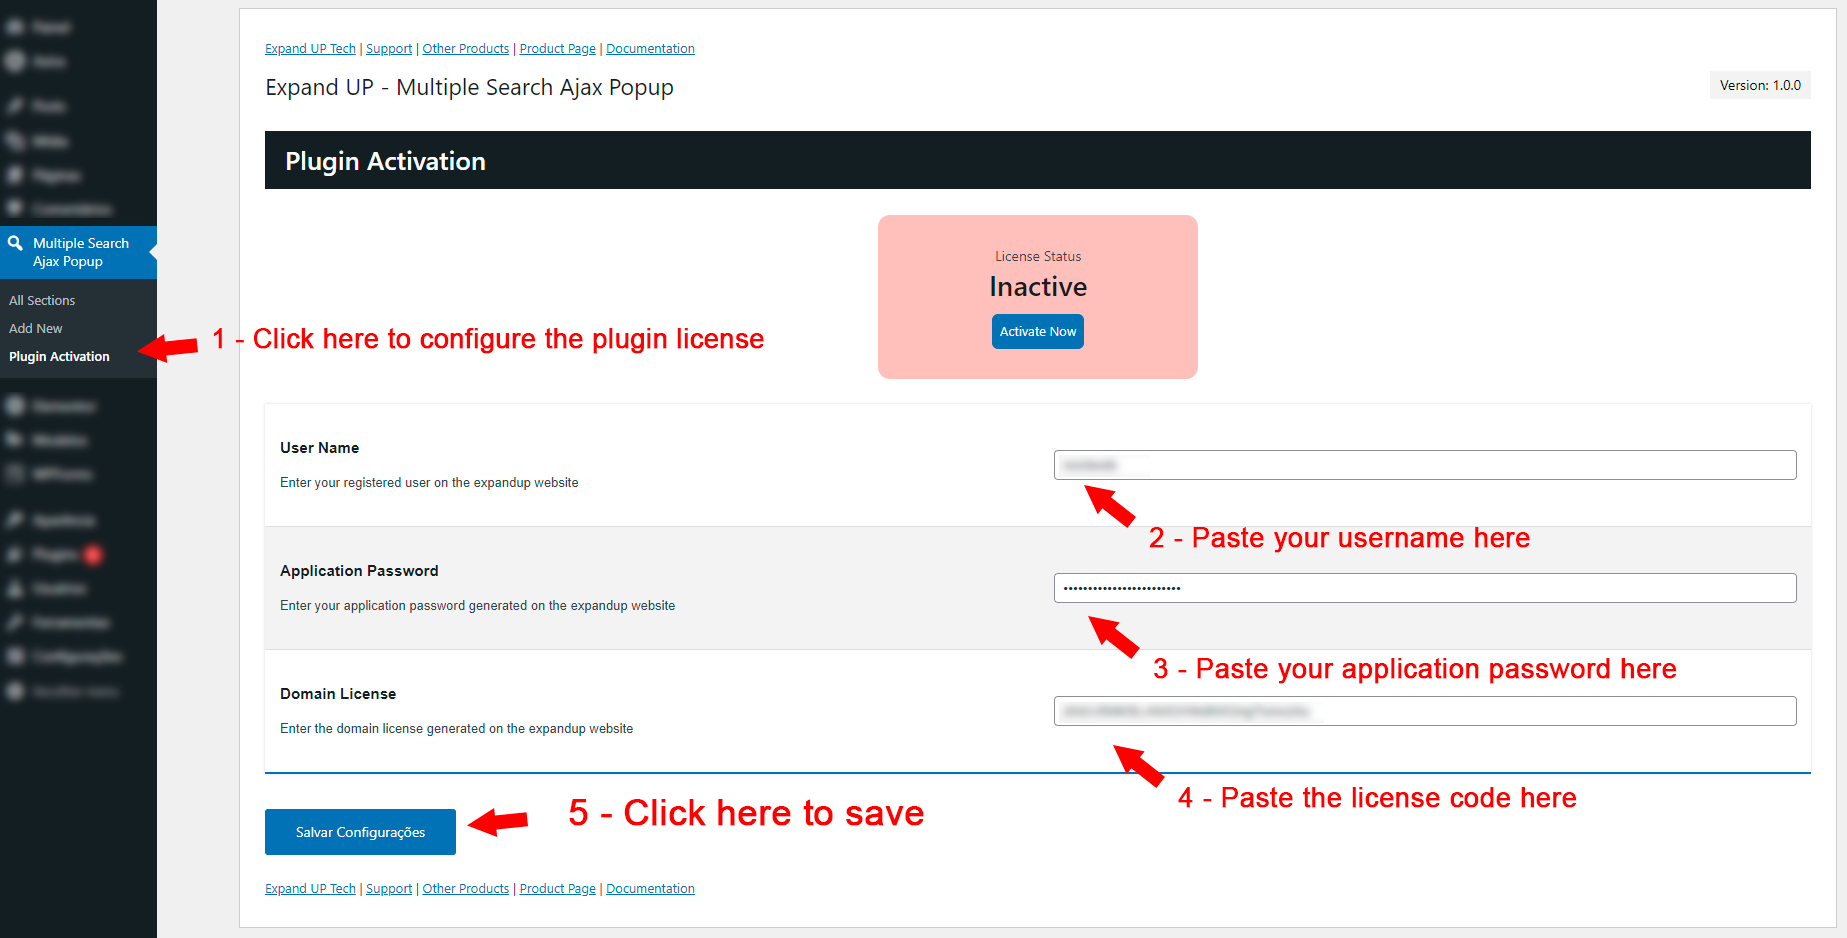 Multiple Search
Ajax Popup
All Sections
Add New
Plugin Activation
Expand UP Tech | Support | Other Products | Product Page | Documentation
Expand UP - Multiple Search Ajax Popup
Version: 1.0.0
Plugin Activation
License Status
Inactive
Activate Now
1 - Click here to configure the plugin license
User Name
Enter your registered user on the expandup website
2 - Paste your username here
Application Password
Enter your application password generated on the expandup website
3 - Paste your application password here
Domain License
Enter the domain license generated on the expandup website
4 - Paste the license code here
Salvar Configurações
5 - Click here to save
Expand UP Tech | Support | Other Products | Product Page | Documentation